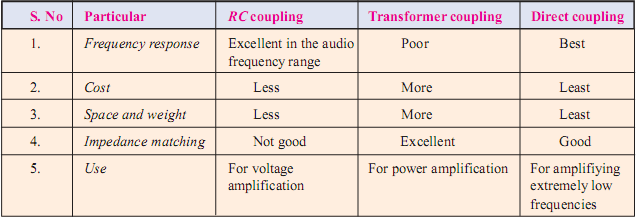 S. No Particular RC coupling Transformer coupling Direct coupling
1. Frequency response Excellent in the audio Poor Best
frequency range
2. Cost Less More Least
3. Space and weight Less More Least
4. Impedance matching Not good Excellent Good
5. Use For voltage For power amplification For amplifiying
amplification extremely low
frequencies